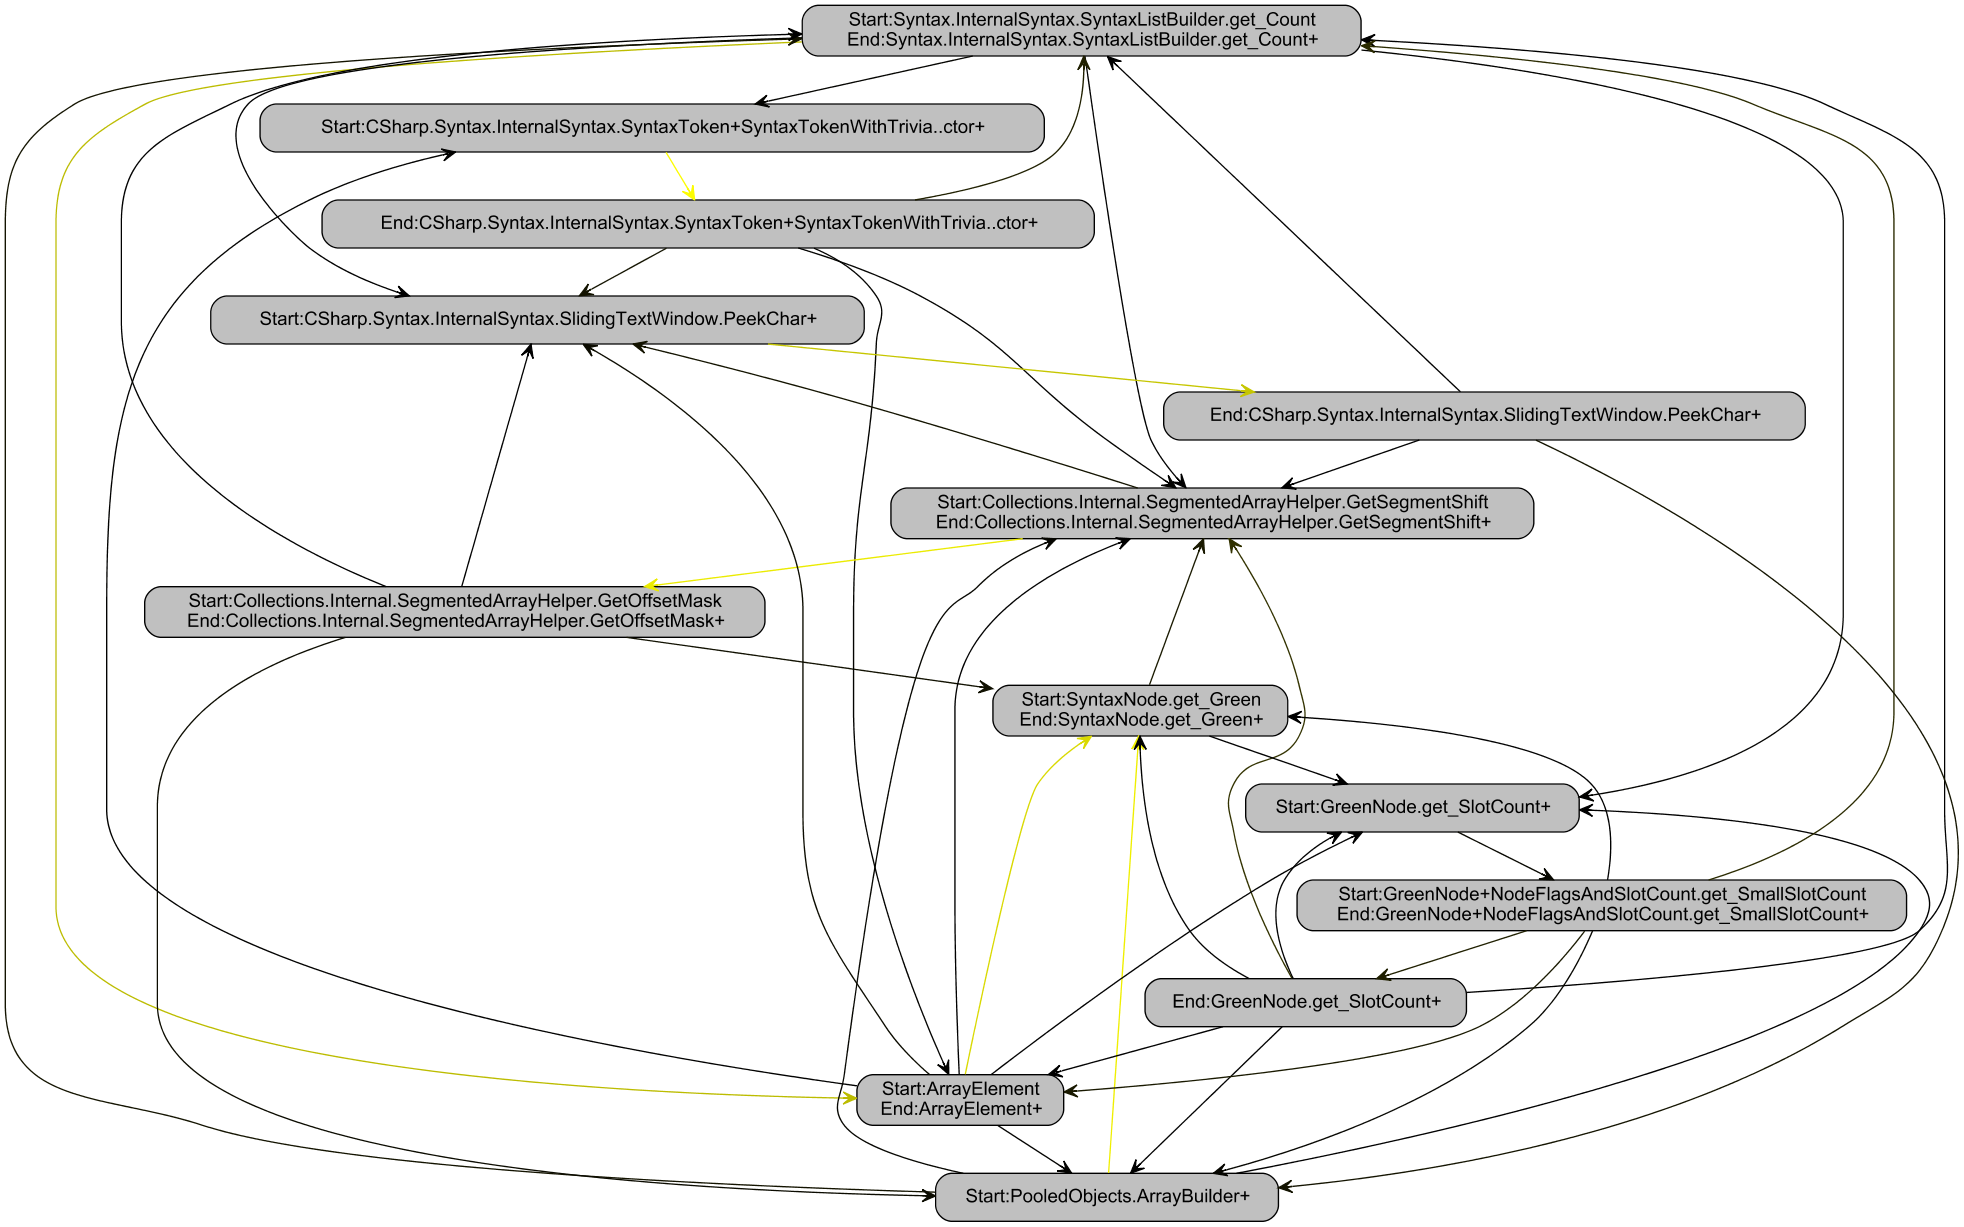 Start:Syntax.InternalSyntax.SyntaxListBuilder.get_Count
End:Syntax.InternalSyntax.SyntaxListBuilder.get_Count+
Start:CSharp.Syntax.InternalSyntax.SyntaxToken+SyntaxTokenWithTrivia..ctor+
End:CSharp.Syntax.InternalSyntax.SyntaxToken+SyntaxTokenWithTrivia..ctor+
Start:CSharp.Syntax.InternalSyntax.SlidingTextWindow.PeekChar+
End:CSharp.Syntax.InternalSyntax.SlidingTextWindow.PeekChar+
Start:Collections.Internal.SegmentedArrayHelper.GetSegmentShift
End:Collections.Internal.SegmentedArrayHelper.GetSegmentShift+
Start:Collections.Internal.SegmentedArrayHelper.GetOffsetMask
End:Collections.Internal.SegmentedArrayHelper.GetOffsetMask+
Start:SyntaxNode.get_Green
End:SyntaxNode.get_Green+
Start:GreenNode.get_SlotCount+
Start:GreenNode+NodeFlagsAndSlotCount.get_SmallSlotCount
End:GreenNode+NodeFlagsAndSlotCount.get_SmallSlotCount+
End:GreenNode.get_SlotCount+
Start:ArrayElement
End:ArrayElement+
Start:PooledObjects.ArrayBuilder+